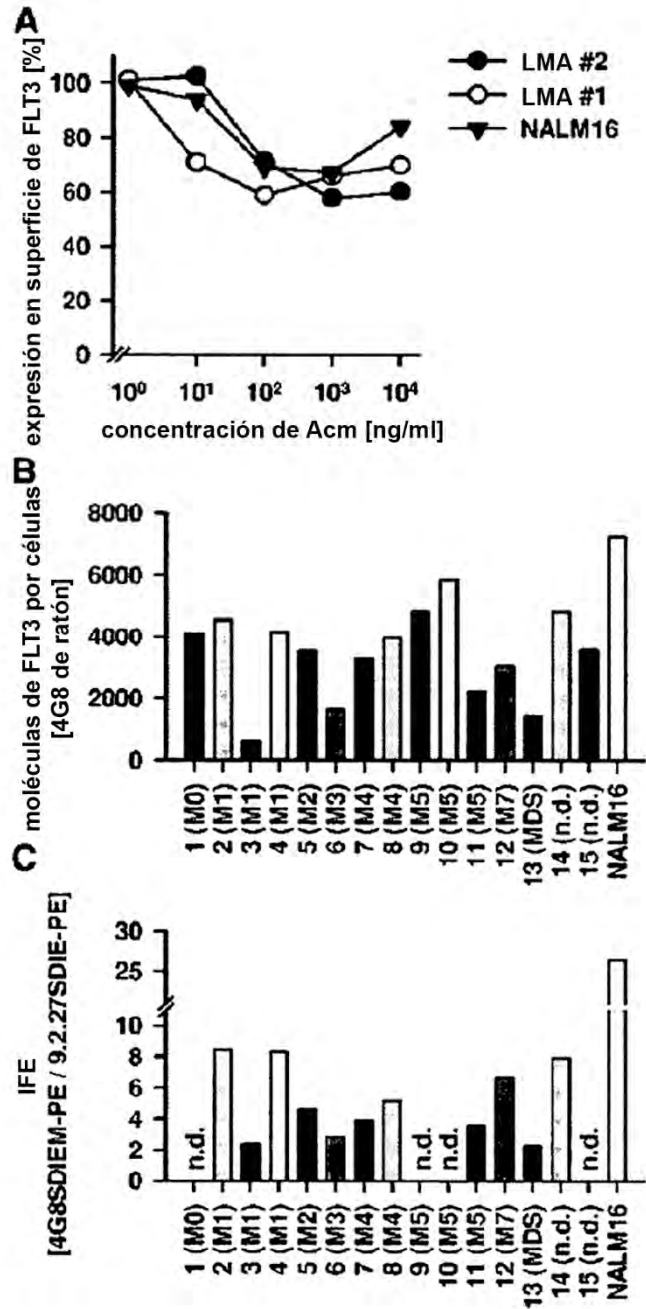 A
expresión en superficie de FLT3 [%]
100
80
60
40
20
0
10⁰ 10¹ 10² 10³ 10⁴
concentración de Acm [ng/ml]
LMA #2
LMA #1
NALM16
B
moléculas de FLT3 por células
[4G8 de ratón]
8000
6000
4000
2000
0
1 (M0)
2 (M1)
3 (M1)
4 (M1)
5 (M2)
6 (M3)
7 (M4)
8 (M4)
9 (M5)
10 (M5)
11 (M5)
12 (M7)
13 (MDS)
14 (n.d.)
15 (n.d.)
NALM16
C
IFE
[4G8SDIEM-PE / 9.2.27SDIE-PE]
30
25
10
8
6
4
2
0
n.d.
n.d.
n.d.
n.d.
1 (M0)
2 (M1)
3 (M1)
4 (M1)
5 (M2)
6 (M3)
7 (M4)
8 (M4)
9 (M5)
10 (M5)
11 (M5)
12 (M7)
13 (MDS)
14 (n.d.)
15 (n.d.)
NALM16